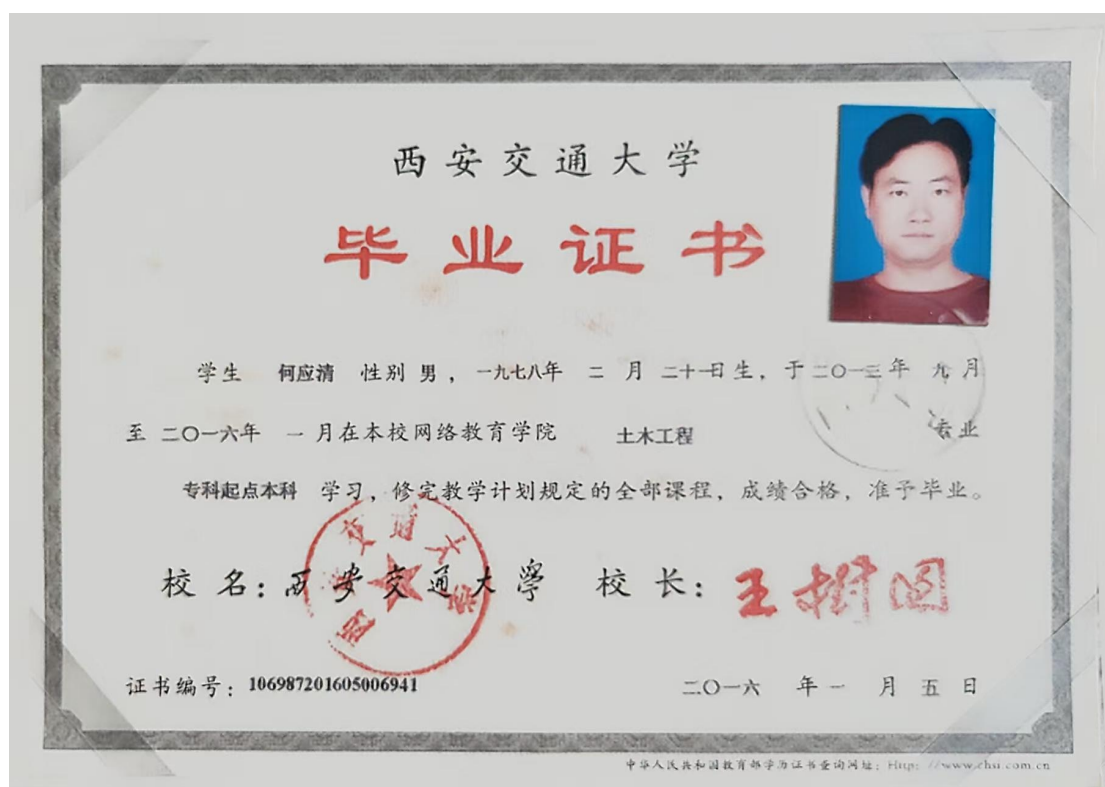 西安交通大学
毕业证书
学生 何应清 性别 男，一九七八年 二 月 二十一日生，于二〇一三年 九月
至 二〇一六年 一 月在本校网络教育学院 土木工程 专业
专科起点本科 学习，修完教学计划规定的全部课程，成绩合格，准予毕业。
校 名：西安交通大学 校 长：王树国
西安交通大学
证书编号：106987201605006941 二〇一六 年 一 月 五 日
中华人民共和国教育部学历证书查询网址：Http：//www.chsi.com.cn